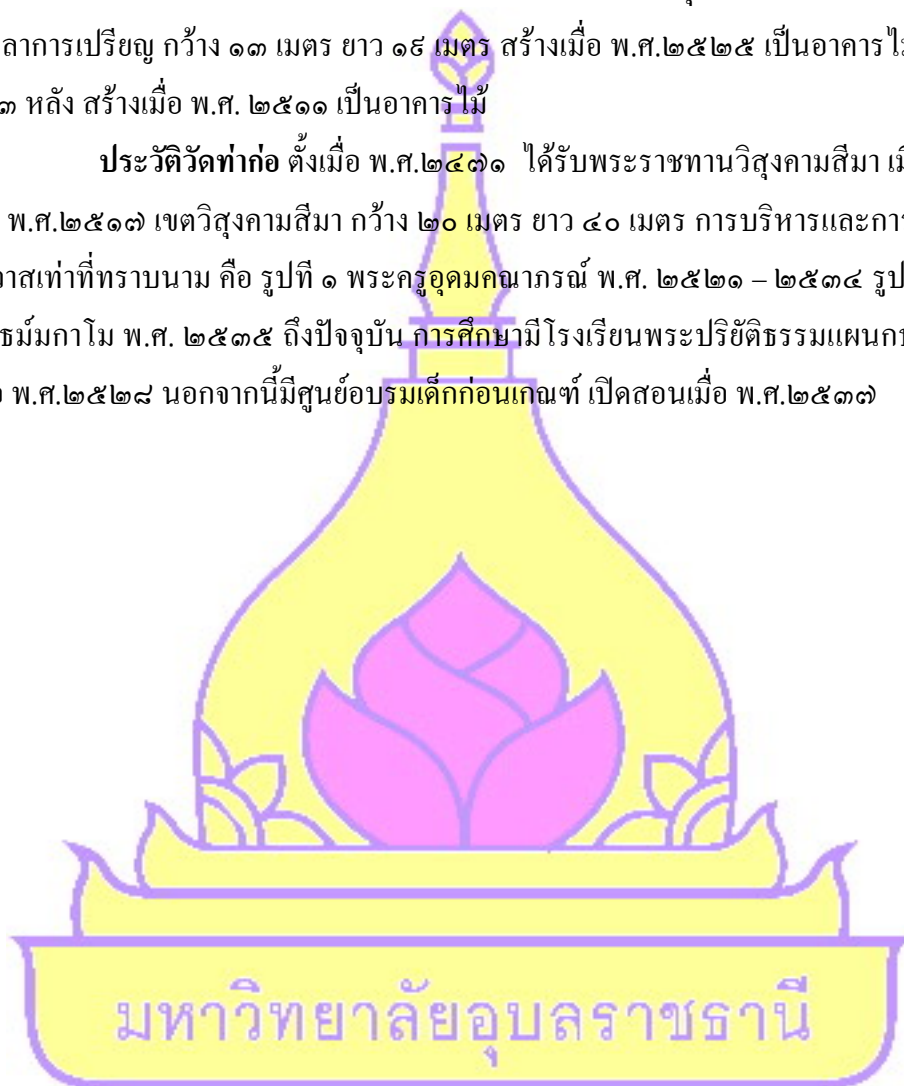 ลาการเปรียญ กว้าง ๑๓ เมตร ยาว ๑๙ เมตร สร้างเมื่อ พ.ศ.๒๕๒๕ เป็นอาคารไม้
๓ หลัง สร้างเมื่อ พ.ศ. ๒๕๑๑ เป็นอาคารไม้
ประวัติวัดท่าก่อ ตั้งเมื่อ พ.ศ.๒๔๗๑ ได้รับพระราชทานวิสุงคามสีมา
พ.ศ.๒๕๑๗ เขตวิสุงคามสีมา กว้าง ๒๐ เมตร ยาว ๔๐ เมตร การบริหารและการ
วาสเท่าที่ทราบนาม คือ รูปที่ ๑ พระครูอุดมคณาภรณ์ พ.ศ. ๒๕๒๑ – ๒๕๓๔ รูป
ธม์มกาโม พ.ศ. ๒๕๓๕ ถึงปัจจุบัน การศึกษามีโรงเรียนพระปริยัติธรรมแผนก
พ.ศ.๒๕๒๘ นอกจากนี้มีศูนย์อบรมเด็กก่อนเกณฑ์ เปิดสอนเมื่อ พ.ศ.๒๕๓๗
มหาวิทยาลัยอุบลราชธานี